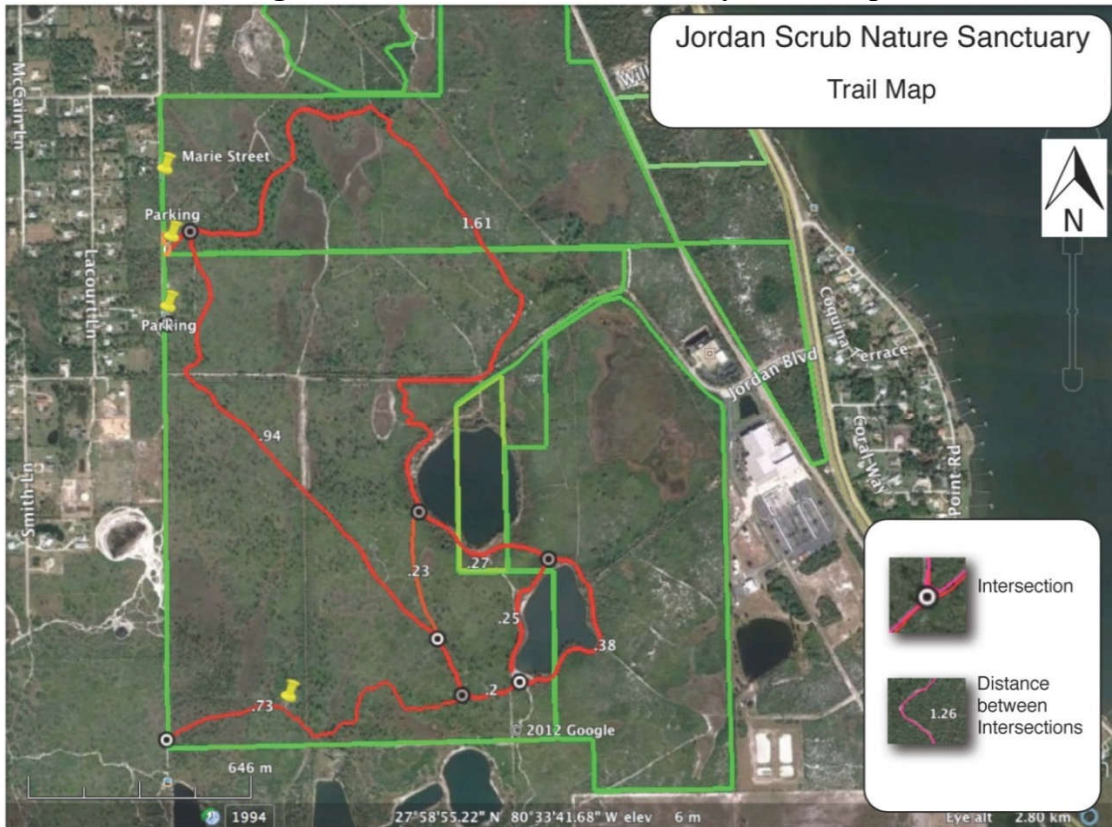 Jordan Scrub Nature Sanctuary
Trail Map
McCain Ln
Marie Street
Parking
N
1.61
Lacourt Ln
Parking
Coquina Terrace
Jordan Blvd
.94
Coral Way
Point Rd
Smith Ln
.27
.23
Intersection
.25
.38
.2
.73
Distance
between
Intersections
1.26
© 2012 Google
646 m
1994
27°58'55.22" N 80°33'41.68" W elev 6 m
Eye alt 2.80 km